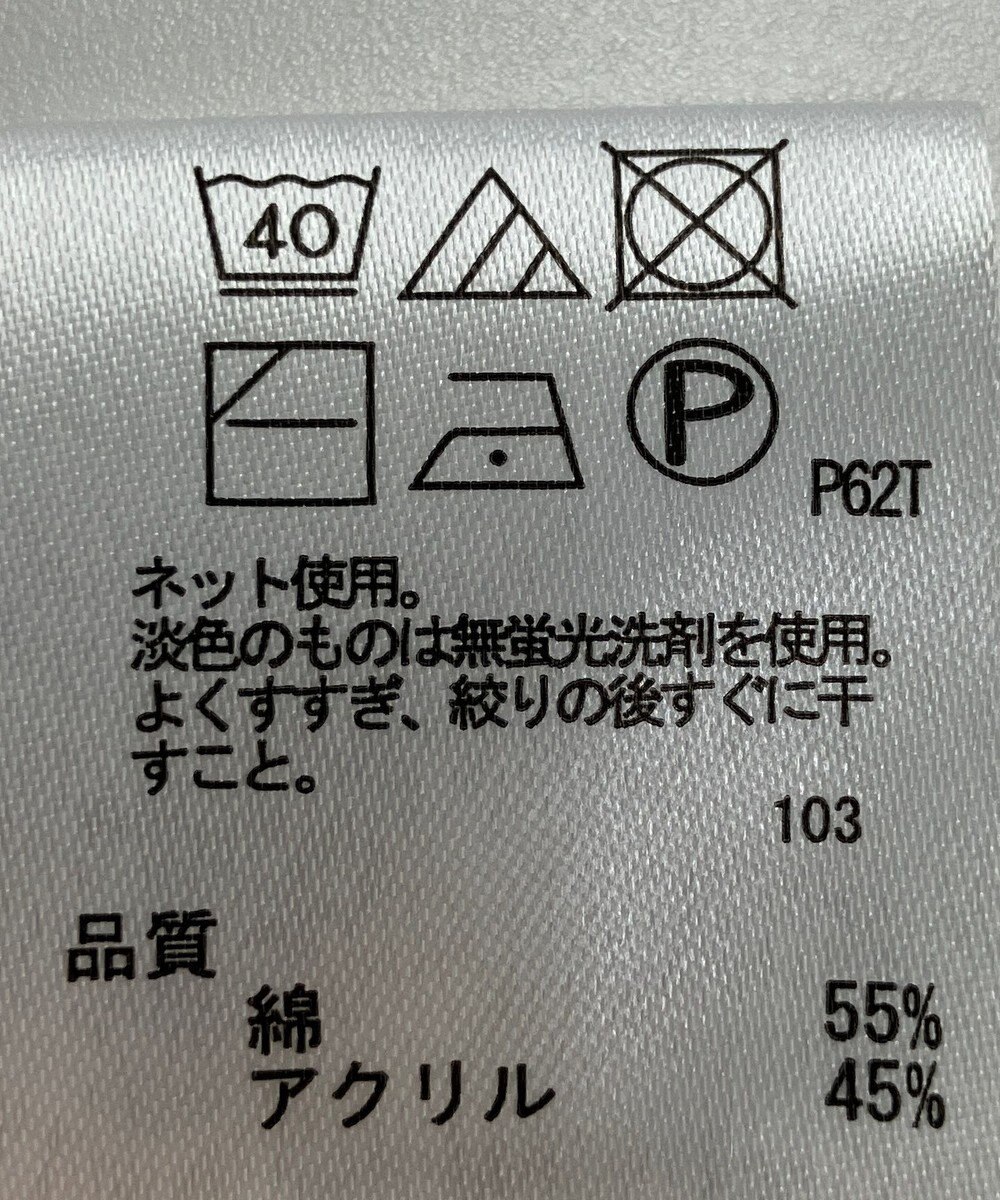 40
P
P62T
ネット使用。
淡色のものは無蛍光洗剤を使用。
よくすすぎ、絞りの後すぐに干
すこと。
103
品質
綿 55%
アクリル 45%